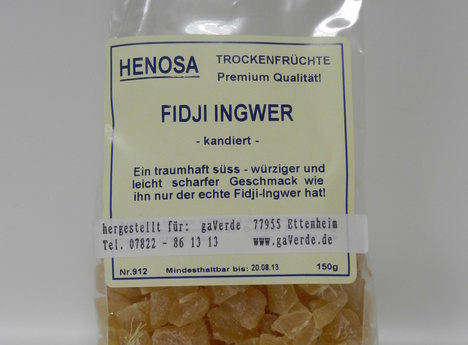 HENOSA TROCKENFRÜCHTE
Premium Qualität!
FIDJI INGWER
- kandiert -
Ein traumhaft süss - würziger und
leicht scharfer Geschmack wie
ihn nur der echte Fidji-Ingwer hat!
hergestellt für: gaVerde 77955 Ettenheim
Tel. 07822 - 86 13 13 www.gaVerde.de
Nr.912 Mindesthaltbar bis: 20.08.13 150g